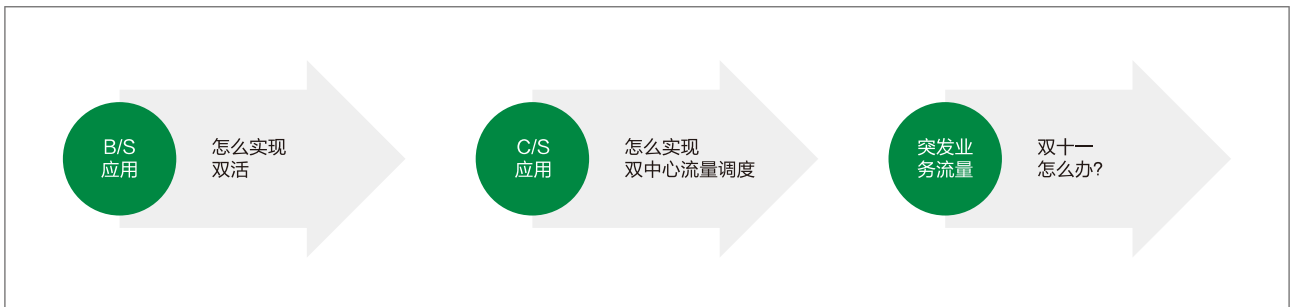 B/S
应用
怎么实现
双活
C/S
应用
怎么实现
双中心流量调度
突发业
务流量
双十一
怎么办?